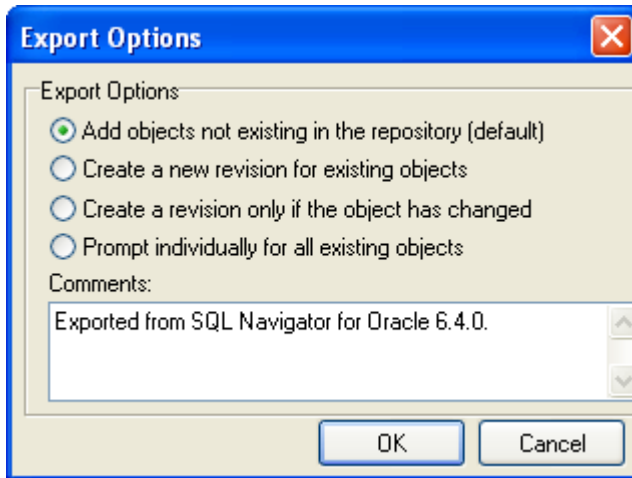 Export Options
Export Options
Add objects not existing in the repository (default)
Create a new revision for existing objects
Create a revision only if the object has changed
Prompt individually for all existing objects
Comments:
Exported from SQL Navigator for Oracle 6.4.0.
OK Cancel